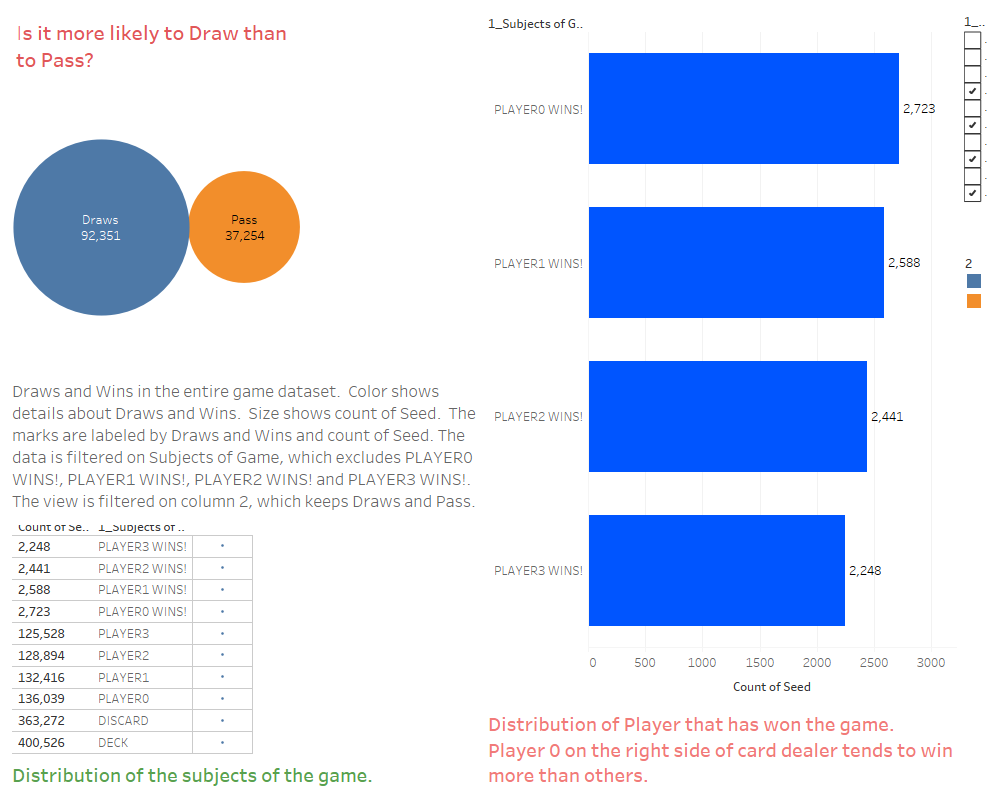 Is it more likely to Draw than
to Pass?
Draws
92,351
Pass
37,254
Draws and Wins in the entire game dataset.  Color shows
details about Draws and Wins.  Size shows count of Seed.  The
marks are labeled by Draws and Wins and count of Seed. The
data is filtered on Subjects of Game, which excludes PLAYER0
WINS!, PLAYER1 WINS!, PLAYER2 WINS! and PLAYER3 WINS!.
The view is filtered on column 2, which keeps Draws and Pass.
Count of Se.. 1_Subjects of ..
2,248 PLAYER3 WINS!
2,441 PLAYER2 WINS!
2,588 PLAYER1 WINS!
2,723 PLAYER0 WINS!
125,528 PLAYER3
128,894 PLAYER2
132,416 PLAYER1
136,039 PLAYER0
363,272 DISCARD
400,526 DECK
Distribution of the subjects of the game.
1_Subjects of G..
PLAYER0 WINS! 2,723
PLAYER1 WINS! 2,588
PLAYER2 WINS! 2,441
PLAYER3 WINS! 2,248
0 500 1000 1500 2000 2500 3000
Count of Seed
Distribution of Player that has won the game.
Player 0 on the right side of card dealer tends to win
more than others.
1_..
2